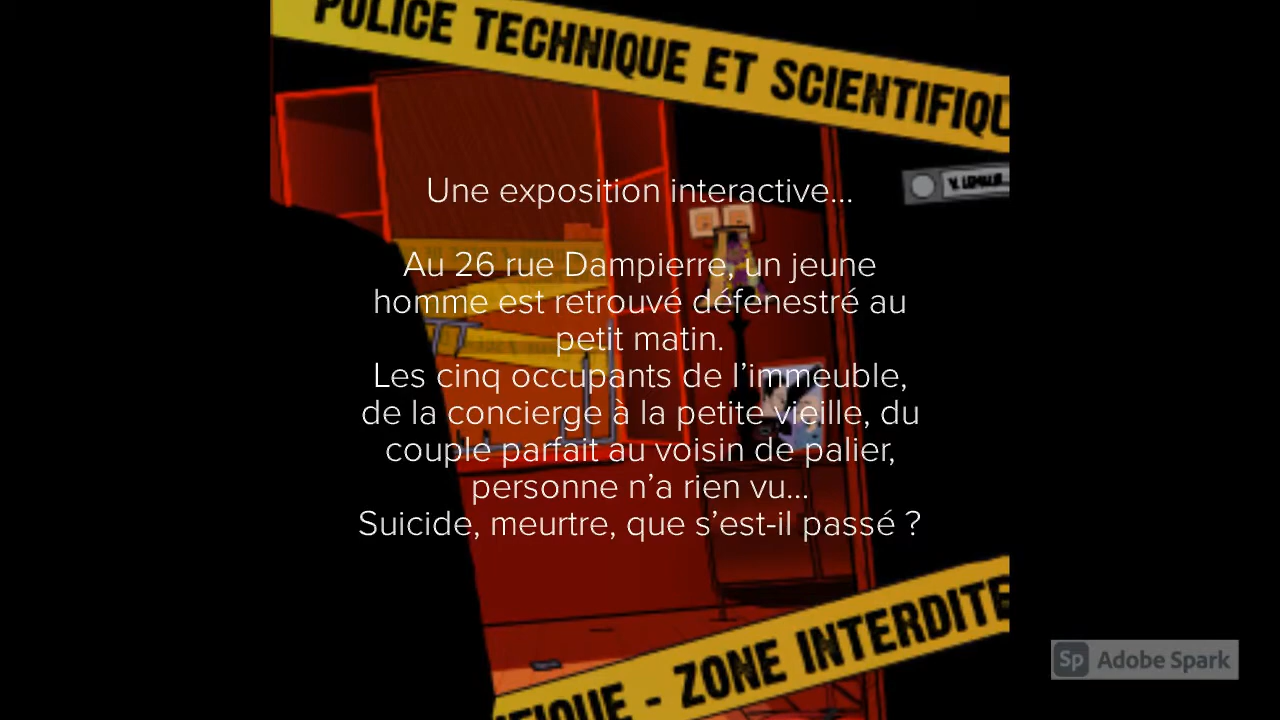 POLICE TECHNIQUE ET SCIENTIFIQU
Une exposition interactive...
Au 26 rue Dampierre, un jeune
homme est retrouvé défenestré au
petit matin.
Les cinq occupants de l’immeuble,
de la concierge à la petite vieille, du
couple parfait au voisin de palier,
personne n’a rien vu...
Suicide, meurtre, que s’est-il passé ?
IFIQUE - ZONE INTERDITE
Sp Adobe Spark